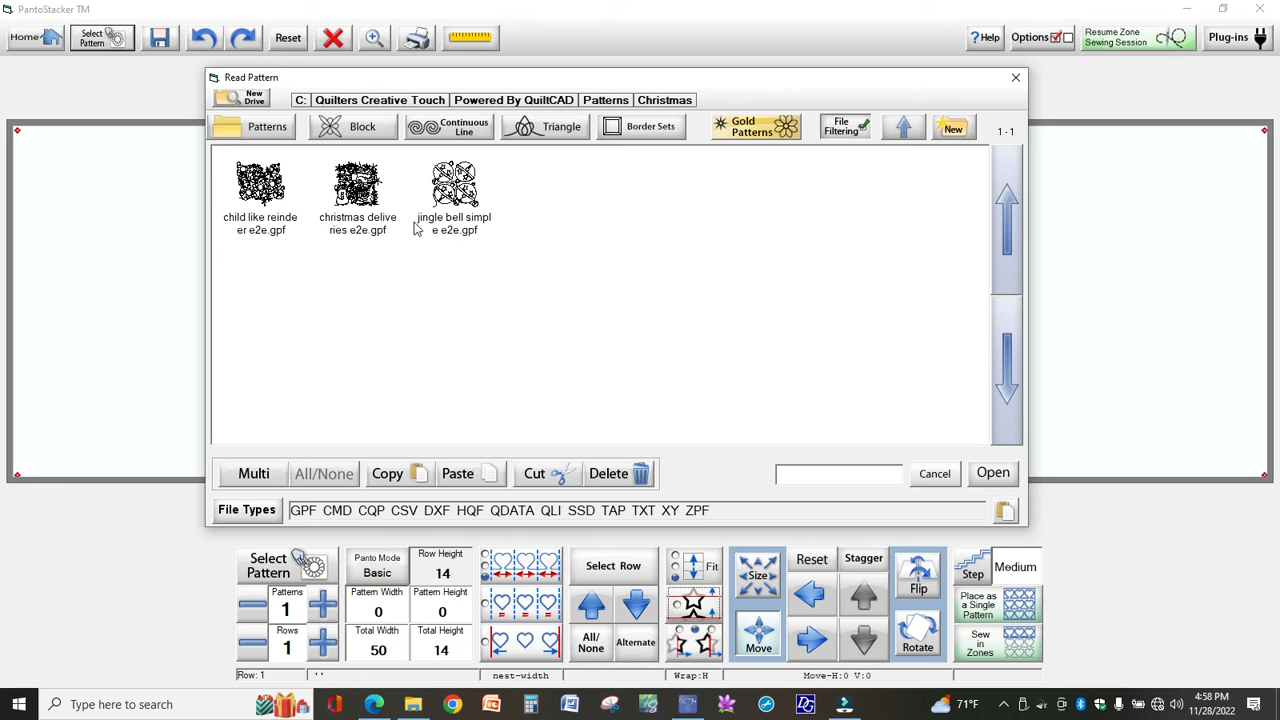 PantoStacker TM
Home
Select
Pattern
Reset
?Help
Options
Resume Zone
Sewing Session
Plug-ins
Read Pattern
New
Drive
C: Quilters Creative Touch Powered By QuiltCAD Patterns Christmas
Patterns
Block
Continuous
Line
Triangle
Border Sets
Gold
Patterns
File
Filtering
New
1 - 1
child like reinde
er e2e.gpf
christmas delive
ries e2e.gpf
jingle bell simpl
e e2e.gpf
Multi
All/None
Copy
Paste
Cut
Delete
Cancel
Open
File Types
GPF CMD CQP CSV DXF HQF QDATA QLI SSD TAP TXT XY ZPF
Select
Pattern
Panto Mode
Basic
Row Height
14
Patterns
1
Pattern Width
0
Pattern Height
0
Rows
1
Total Width
50
Total Height
14
Select Row
All/
None
Alternate
Fit
Size
Move
Reset
Stagger
Flip
Rotate
Step
Medium
Place as
a Single
Pattern
Sew
in
Zones
Row: 1
''
nest-width
Wrap:H
Move-H:0 V:0
Type here to search
71°F
4:58 PM
11/28/2022